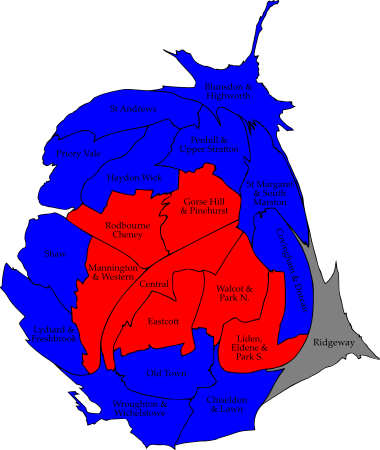 Blunsdon &
Highworth
St Andrews
Penhill &
Upper Stratton
Priory Vale
Haydon Wick
St Margaret
& South
Marston
Gorse Hill
& Pinehurst
Rodbourne
Cheney
Covingham & Dorcan
Shaw
Mannington
& Western
Central
Walcot &
Park N.
Eastcott
Lydiard &
Freshbrook
Liden,
Eldene &
Park S.
Ridgeway
Old Town
Wroughton &
Wichelstowe
Chiseldon
& Lawn